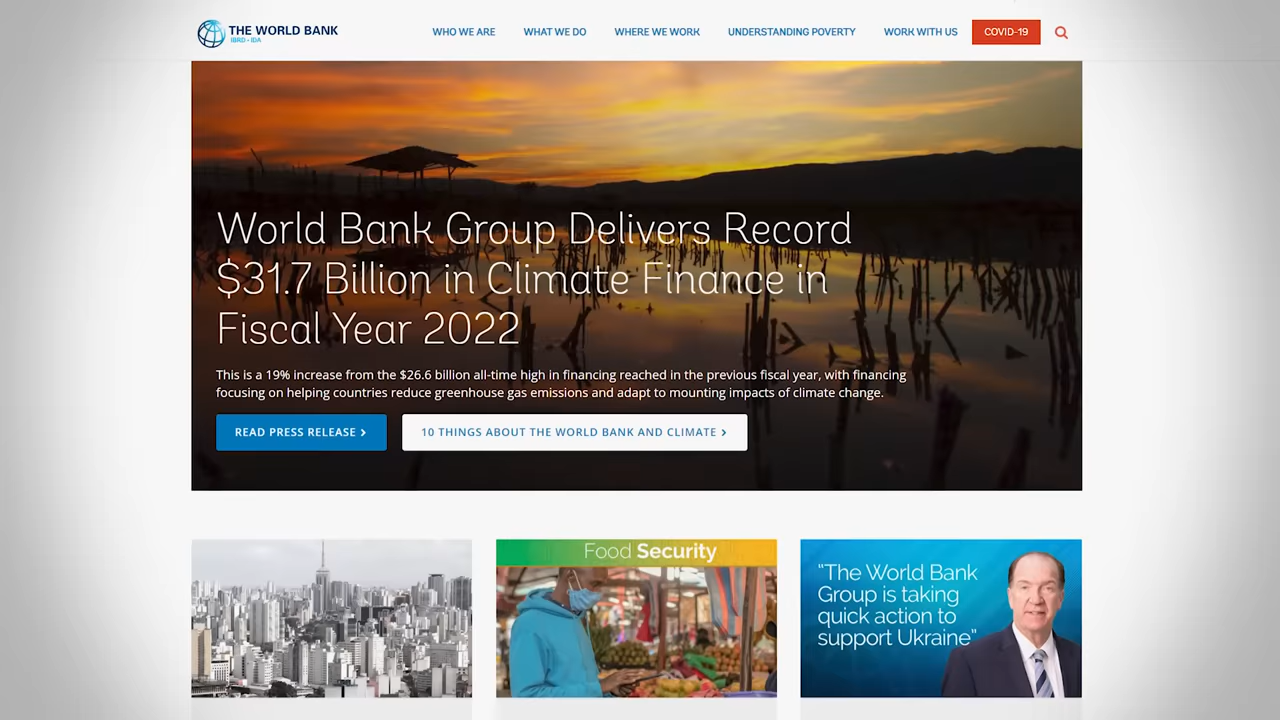 THE WORLD BANK
IBRD • IDA
WHO WE ARE
WHAT WE DO
WHERE WE WORK
UNDERSTANDING POVERTY
WORK WITH US
COVID-19
World Bank Group Delivers Record
$31.7 Billion in Climate Finance in
Fiscal Year 2022
This is a 19% increase from the $26.6 billion all-time high in financing reached in the previous fiscal year, with financing
focusing on helping countries reduce greenhouse gas emissions and adapt to mounting impacts of climate change.
READ PRESS RELEASE >
10 THINGS ABOUT THE WORLD BANK AND CLIMATE >
Food Security
“The World Bank
Group is taking
quick action to
support Ukraine”